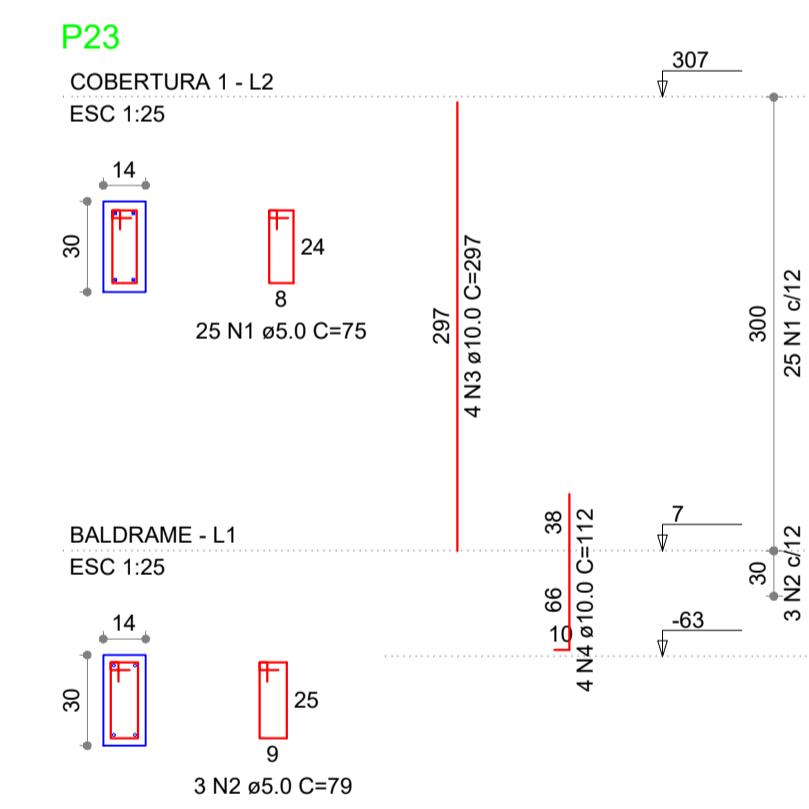 P23
COBERTURA 1 - L2
ESC 1:25
307
14
30
24
8
25 N1 ø5.0 C=75
297
4 N3 ø10.0 C=297
300
25 N1 c/12
BALDRAME - L1
ESC 1:25
7
38
66
10
4 N4 ø10.0 C=112
30
3 N2 c/12
-63
14
30
25
9
3 N2 ø5.0 C=79